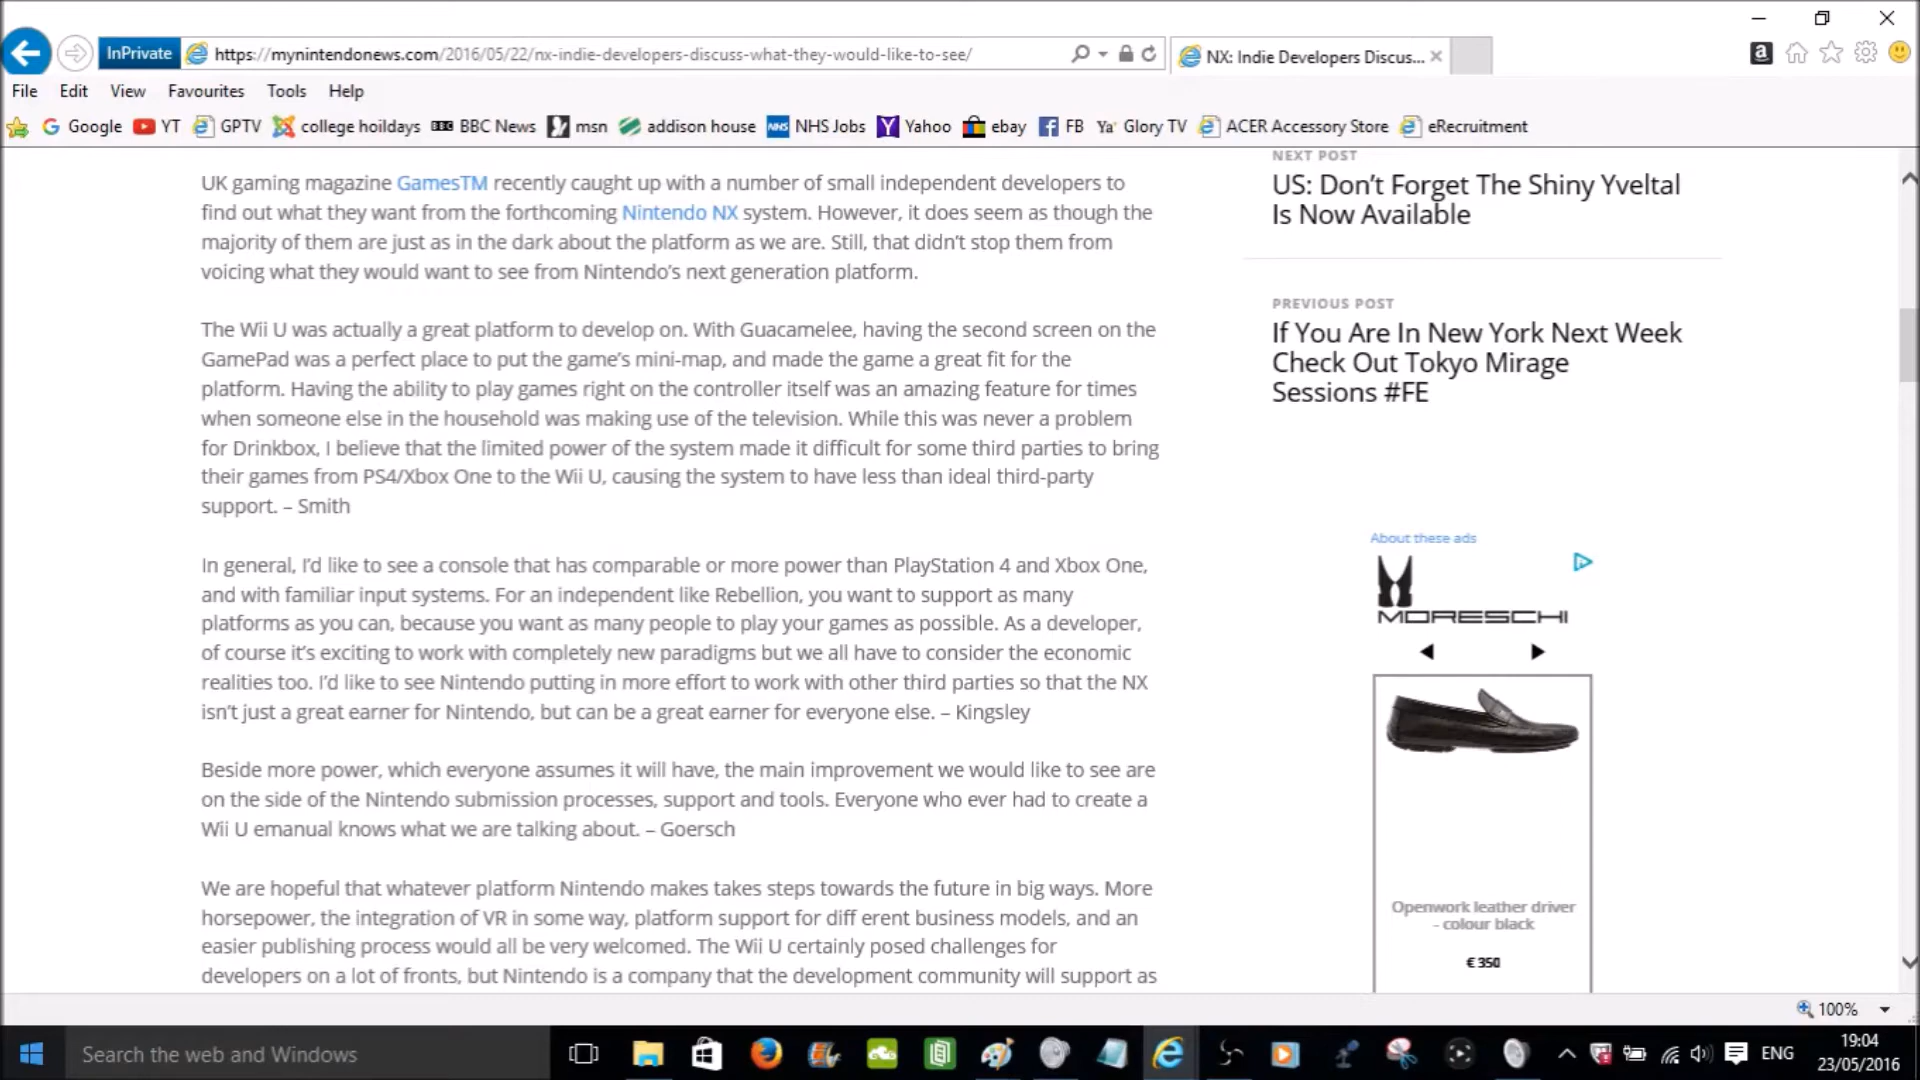 InPrivate
https://mynintendonews.com/2016/05/22/nx-indie-developers-discuss-what-they-would-like-to-see/
NX: Indie Developers Discus...
File Edit View Favourites Tools Help
Google YT GPTV college hoildays BBC News msn addison house NHS Jobs Yahoo ebay FB Glory TV ACER Accessory Store eRecruitment
UK gaming magazine GamesTM recently caught up with a number of small independent developers to
find out what they want from the forthcoming Nintendo NX system. However, it does seem as though the
majority of them are just as in the dark about the platform as we are. Still, that didn't stop them from
voicing what they would want to see from Nintendo's next generation platform.
The Wii U was actually a great platform to develop on. With Guacamelee, having the second screen on the
GamePad was a perfect place to put the game's mini-map, and made the game a great fit for the
platform. Having the ability to play games right on the controller itself was an amazing feature for times
when someone else in the household was making use of the television. While this was never a problem
for Drinkbox, I believe that the limited power of the system made it difficult for some third parties to bring
their games from PS4/Xbox One to the Wii U, causing the system to have less than ideal third-party
support. – Smith
In general, I'd like to see a console that has comparable or more power than PlayStation 4 and Xbox One,
and with familiar input systems. For an independent like Rebellion, you want to support as many
platforms as you can, because you want as many people to play your games as possible. As a developer,
of course it's exciting to work with completely new paradigms but we all have to consider the economic
realities too. I'd like to see Nintendo putting in more effort to work with other third parties so that the NX
isn't just a great earner for Nintendo, but can be a great earner for everyone else. – Kingsley
Beside more power, which everyone assumes it will have, the main improvement we would like to see are
on the side of the Nintendo submission processes, support and tools. Everyone who ever had to create a
Wii U emanual knows what we are talking about. – Goersch
We are hopeful that whatever platform Nintendo makes takes steps towards the future in big ways. More
horsepower, the integration of VR in some way, platform support for diff erent business models, and an
easier publishing process would all be very welcomed. The Wii U certainly posed challenges for
developers on a lot of fronts, but Nintendo is a company that the development community will support as
NEXT POST
US: Don't Forget The Shiny Yveltal
Is Now Available
PREVIOUS POST
If You Are In New York Next Week
Check Out Tokyo Mirage
Sessions #FE
About these ads
MORESCHI
Openwork leather driver
- colour black
€ 350
100%
Search the web and Windows
ENG
19:04
23/05/2016